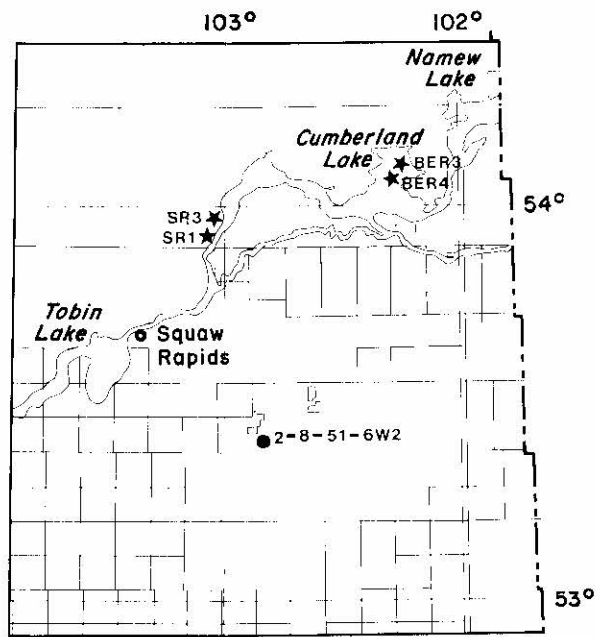 103° 102°
Namew
Lake
Cumberland
Lake
BER3
BER4
54°
SR3
SR1
Tobin
Lake
Squaw
Rapids
2-8-51-6W2
53°